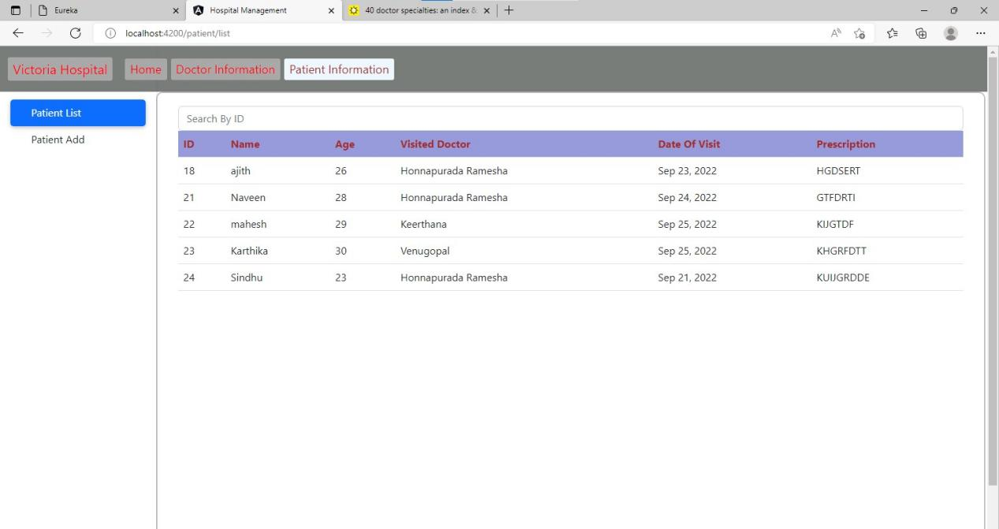 Eureka Hospital Management 40 doctor specialties: an index &
localhost:4200/patient/list
Victoria Hospital Home Doctor Information Patient Information
Patient List
Patient Add
Search By ID
ID Name Age Visited Doctor Date Of Visit Prescription
18 ajith 26 Honnapurada Ramesha Sep 23, 2022 HGDSERT
21 Naveen 28 Honnapurada Ramesha Sep 24, 2022 GTFDRTI
22 mahesh 29 Keerthana Sep 25, 2022 KIJGTDF
23 Karthika 30 Venugopal Sep 25, 2022 KHGRFDTT
24 Sindhu 23 Honnapurada Ramesha Sep 21, 2022 KUIJGRDDE